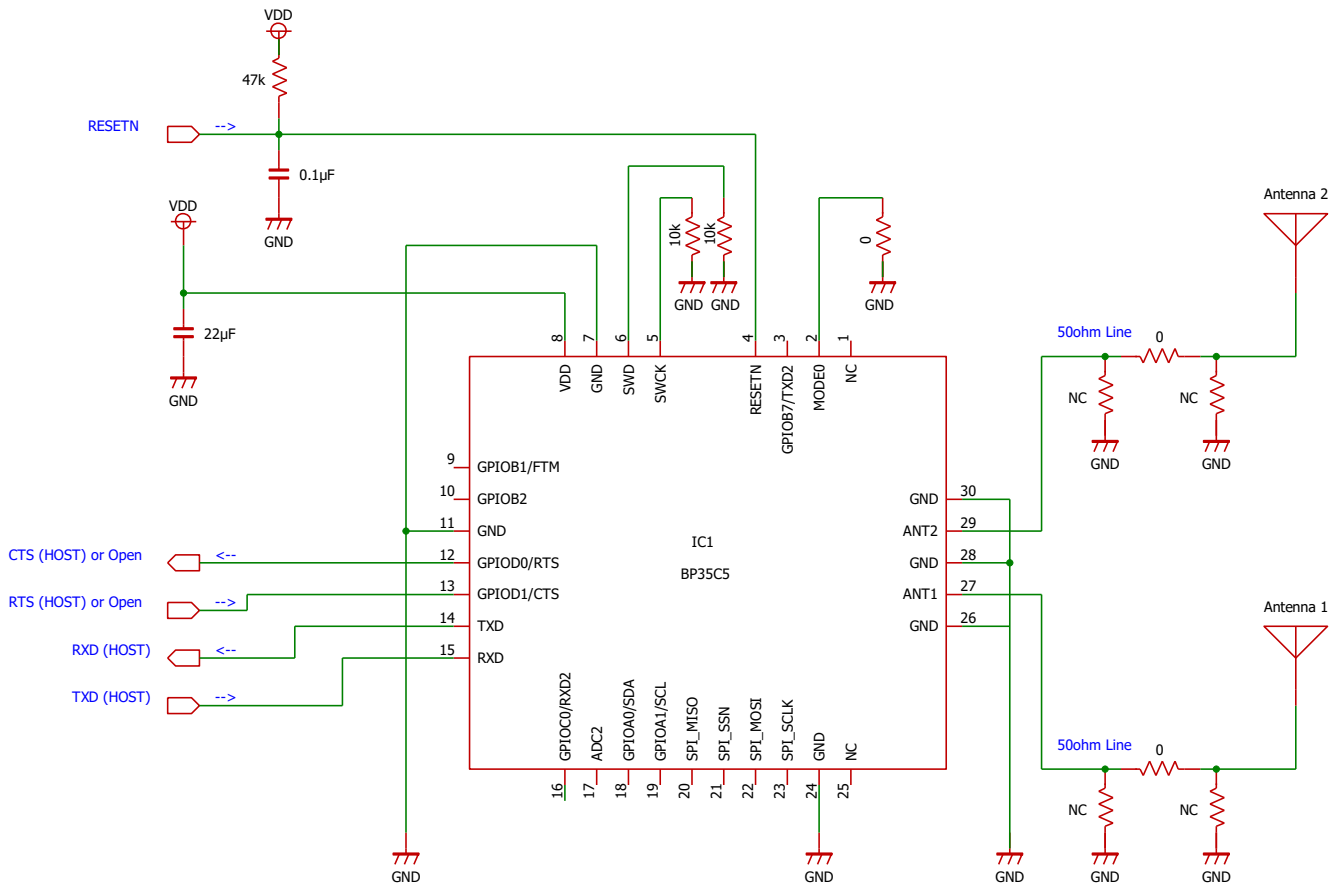 VDD
47k
RESETN
-->
0.1µF
GND
VDD
22µF
GND
10k
10k
GND
GND
0
GND
Antenna 2
50ohm Line
0
NC
NC
GND
GND
8
7
6
5
4
3
2
1
VDD
GND
SWD
SWCK
RESETN
GPIOB7/TXD2
MODE0
NC
9
GPIOB1/FTM
10
GPIOB2
11
GND
CTS (HOST) or Open
<--
12
GPIOD0/RTS
RTS (HOST) or Open
-->
13
GPIOD1/CTS
RXD (HOST)
<--
14
TXD
TXD (HOST)
-->
15
RXD
IC1
BP35C5
GND
30
ANT2
29
GND
28
ANT1
27
GND
26
Antenna 1
GPIOC0/RXD2
ADC2
GPIOA0/SDA
GPIOA1/SCL
SPI_MISO
SPI_SSN
SPI_MOSI
SPI_SCLK
GND
NC
16
17
18
19
20
21
22
23
24
25
50ohm Line
0
NC
NC
GND
GND
GND
GND
GND